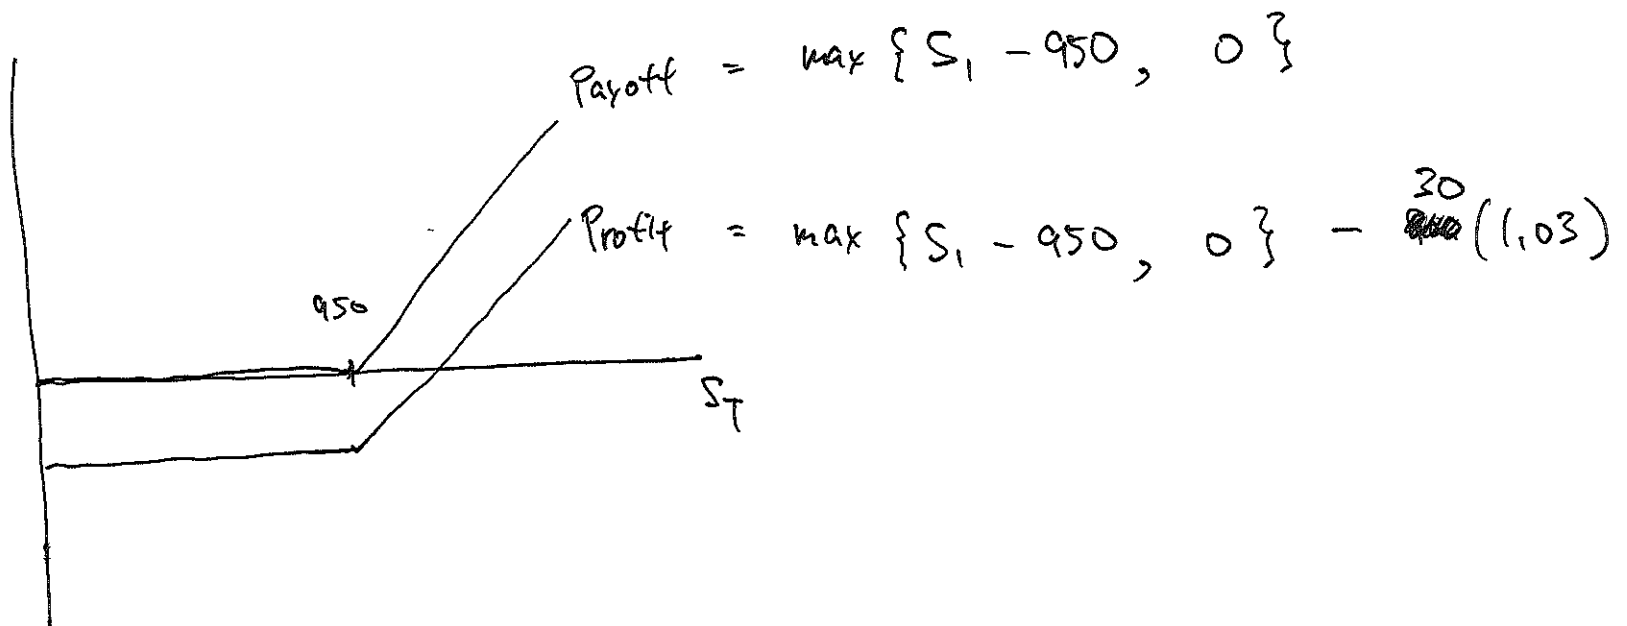 Payoff = max { S₁ - 950 , 0 }
30
Profit = max { S₁ - 950 , 0 } - (1.03)
950
S_T